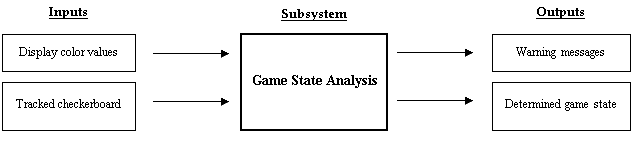 Inputs
Subsystem
Outputs
Display color values
Game State Analysis
Warning messages
Tracked checkerboard
Determined game state